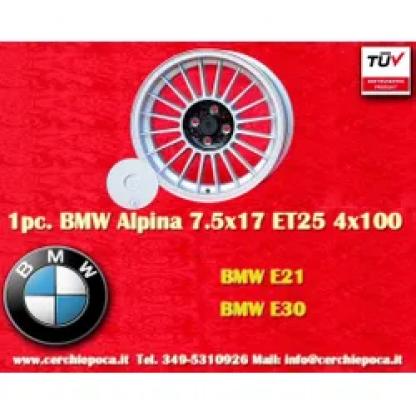 TÜV
1pc. BMW Alpina 7.5x17 ET25 4x100
BMW
BMW E21
BMW E30
www.cerchiepoca.it Tel. 349-5310926 Mail: info@cerchiepoca.it